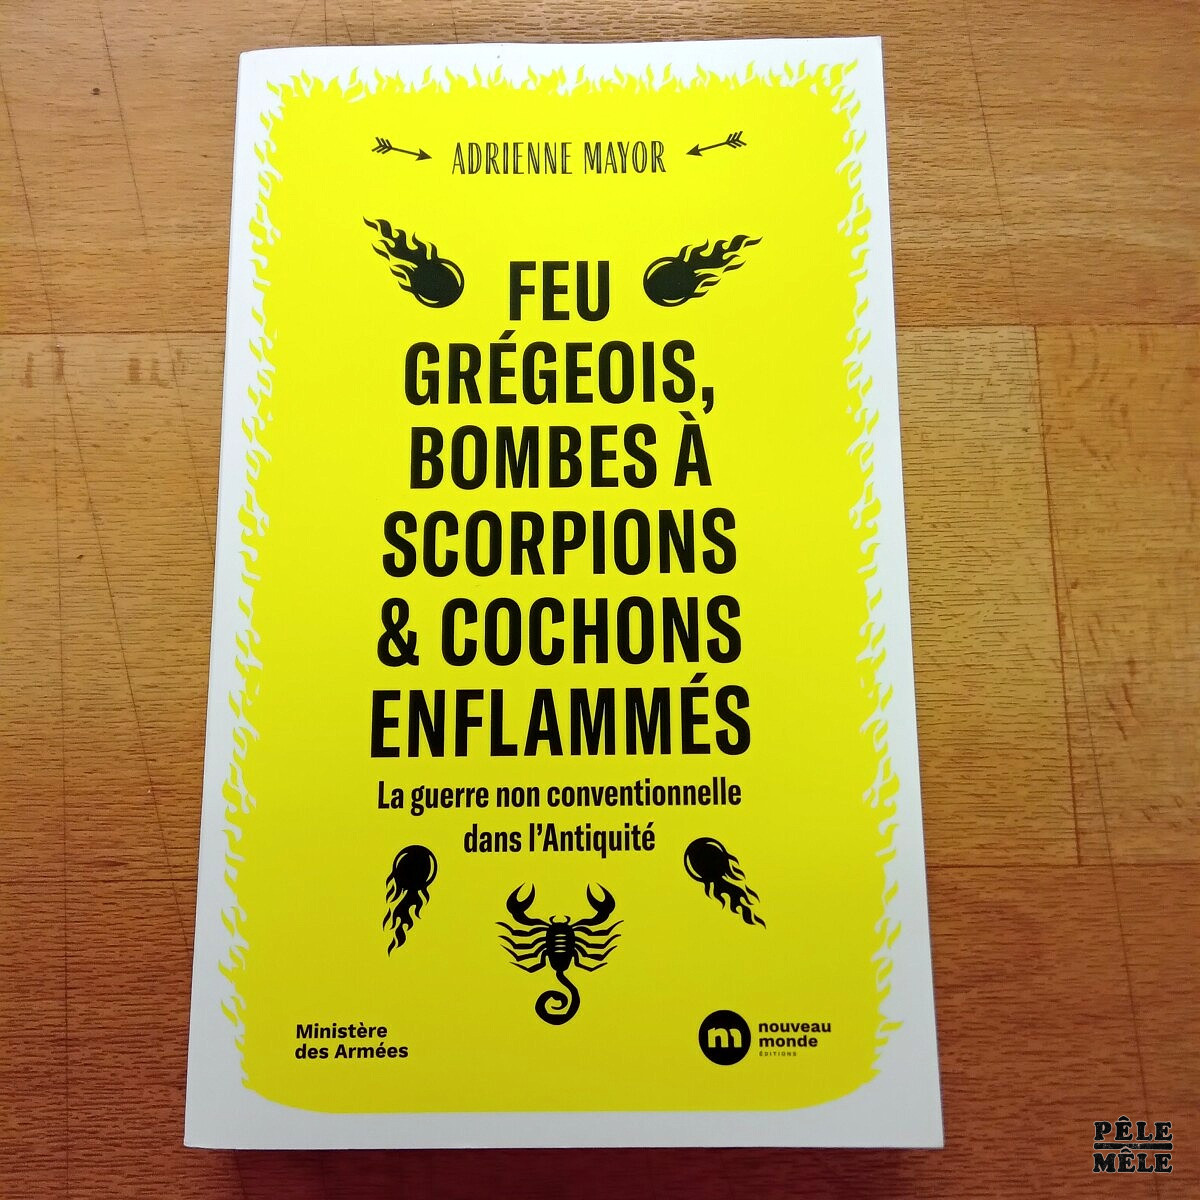 ADRIENNE MAYOR
FEU
GRÉGEOIS,
BOMBES À
SCORPIONS
& COCHONS
ENFLAMMÉS
La guerre non conventionnelle
dans l'Antiquité
Ministère
des Armées
m
nouveau
monde
ÉDITIONS
PÊLE
MÊLE